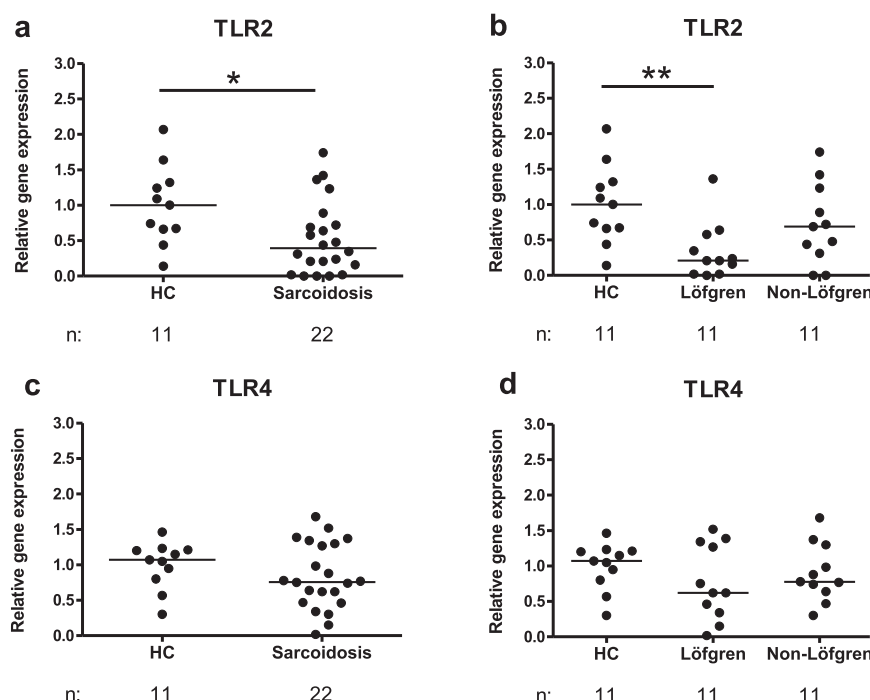 a
TLR2
Relative gene expression
3.0
2.5
2.0
1.5
1.0
0.5
0.0
*
HC Sarcoidosis
n: 11 22
b
TLR2
Relative gene expression
3.0
2.5
2.0
1.5
1.0
0.5
0.0
**
HC Löfgren Non-Löfgren
n: 11 11 11
c
TLR4
Relative gene expression
3.0
2.5
2.0
1.5
1.0
0.5
0.0
HC Sarcoidosis
n: 11 22
d
TLR4
Relative gene expression
3.0
2.5
2.0
1.5
1.0
0.5
0.0
HC Löfgren Non-Löfgren
n: 11 11 11